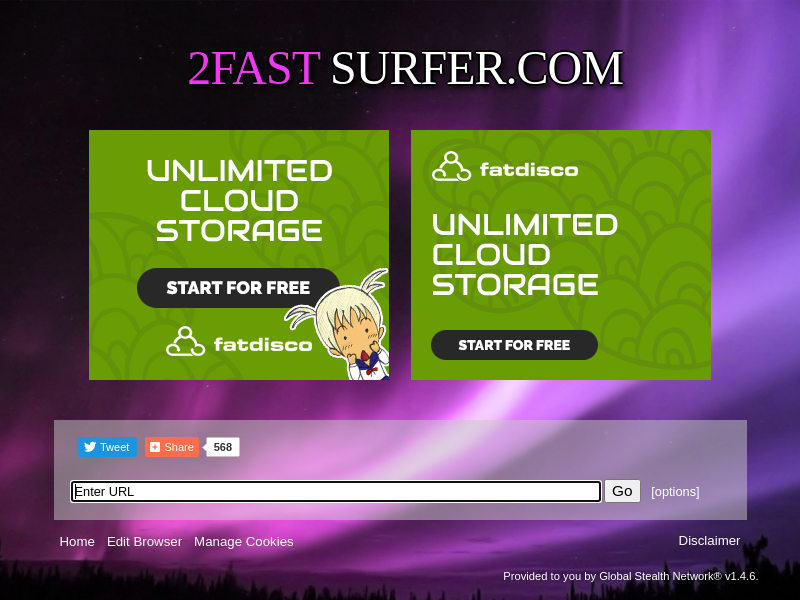 2FAST SURFER.COM
UNLIMITED
CLOUD
STORAGE
START FOR FREE
fatdisco
fatdisco
UNLIMITED
CLOUD
STORAGE
START FOR FREE
Tweet Share 568
Enter URL Go [options]
Home Edit Browser Manage Cookies Disclaimer
Provided to you by Global Stealth Network® v1.4.6.